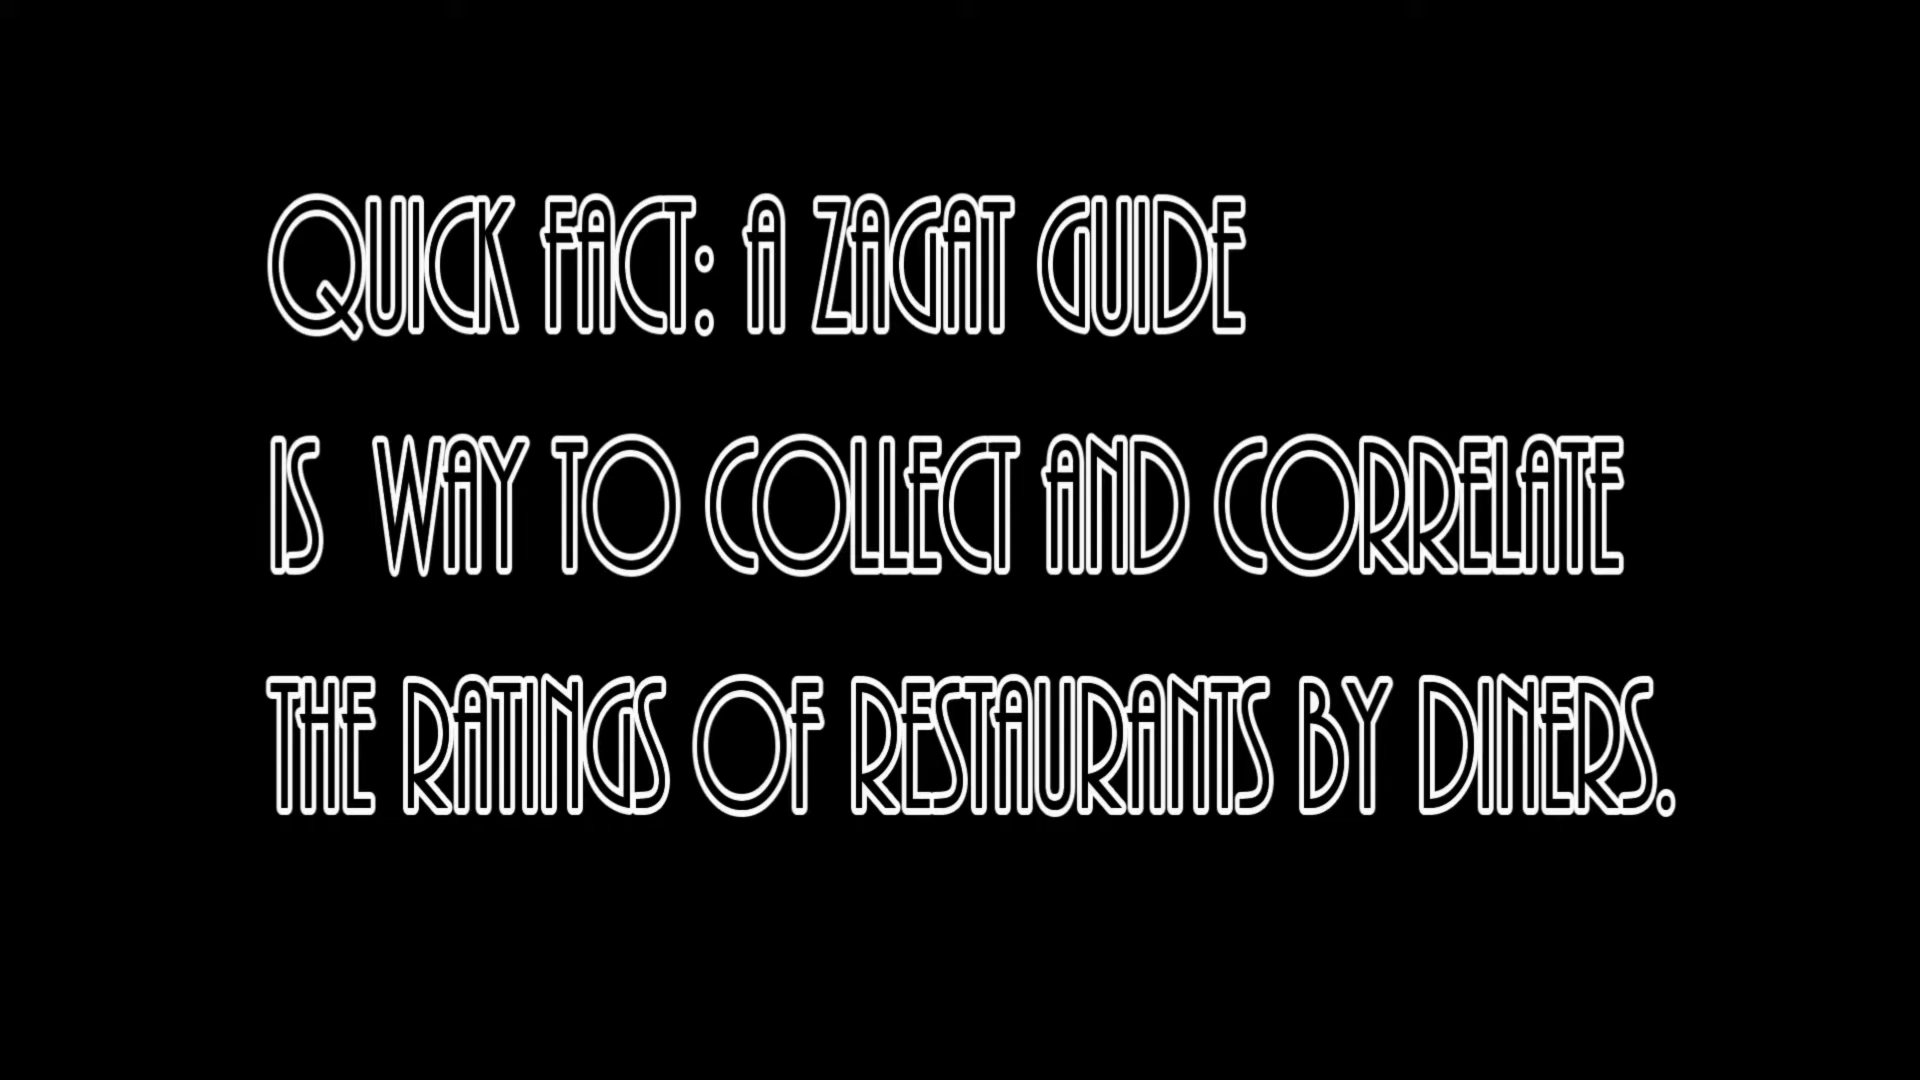 QUICK FACT: A ZAGAT GUIDE
IS WAY TO COLLECT AND CORRELATE
THE RATINGS OF RESTAURANTS BY DINERS.